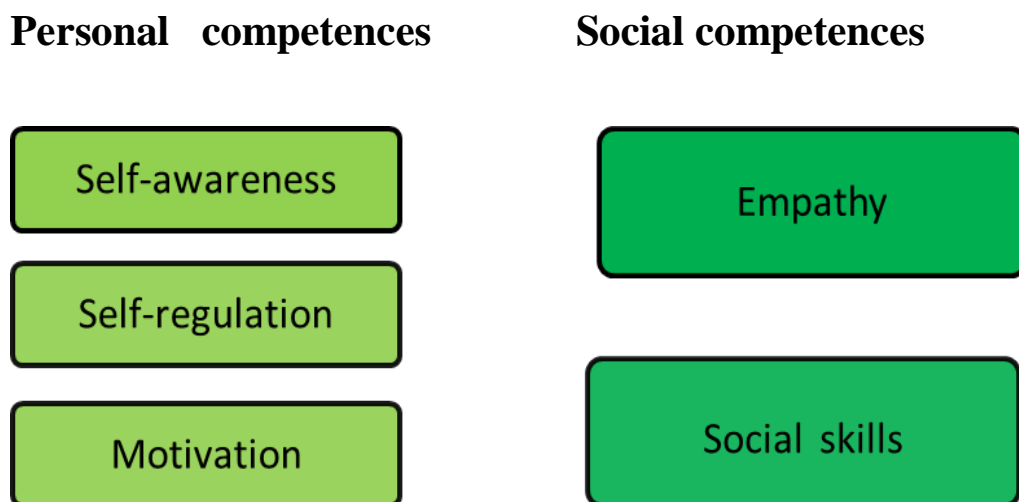 Personal competences
Social competences
Self-awareness
Self-regulation
Motivation
Empathy
Social skills